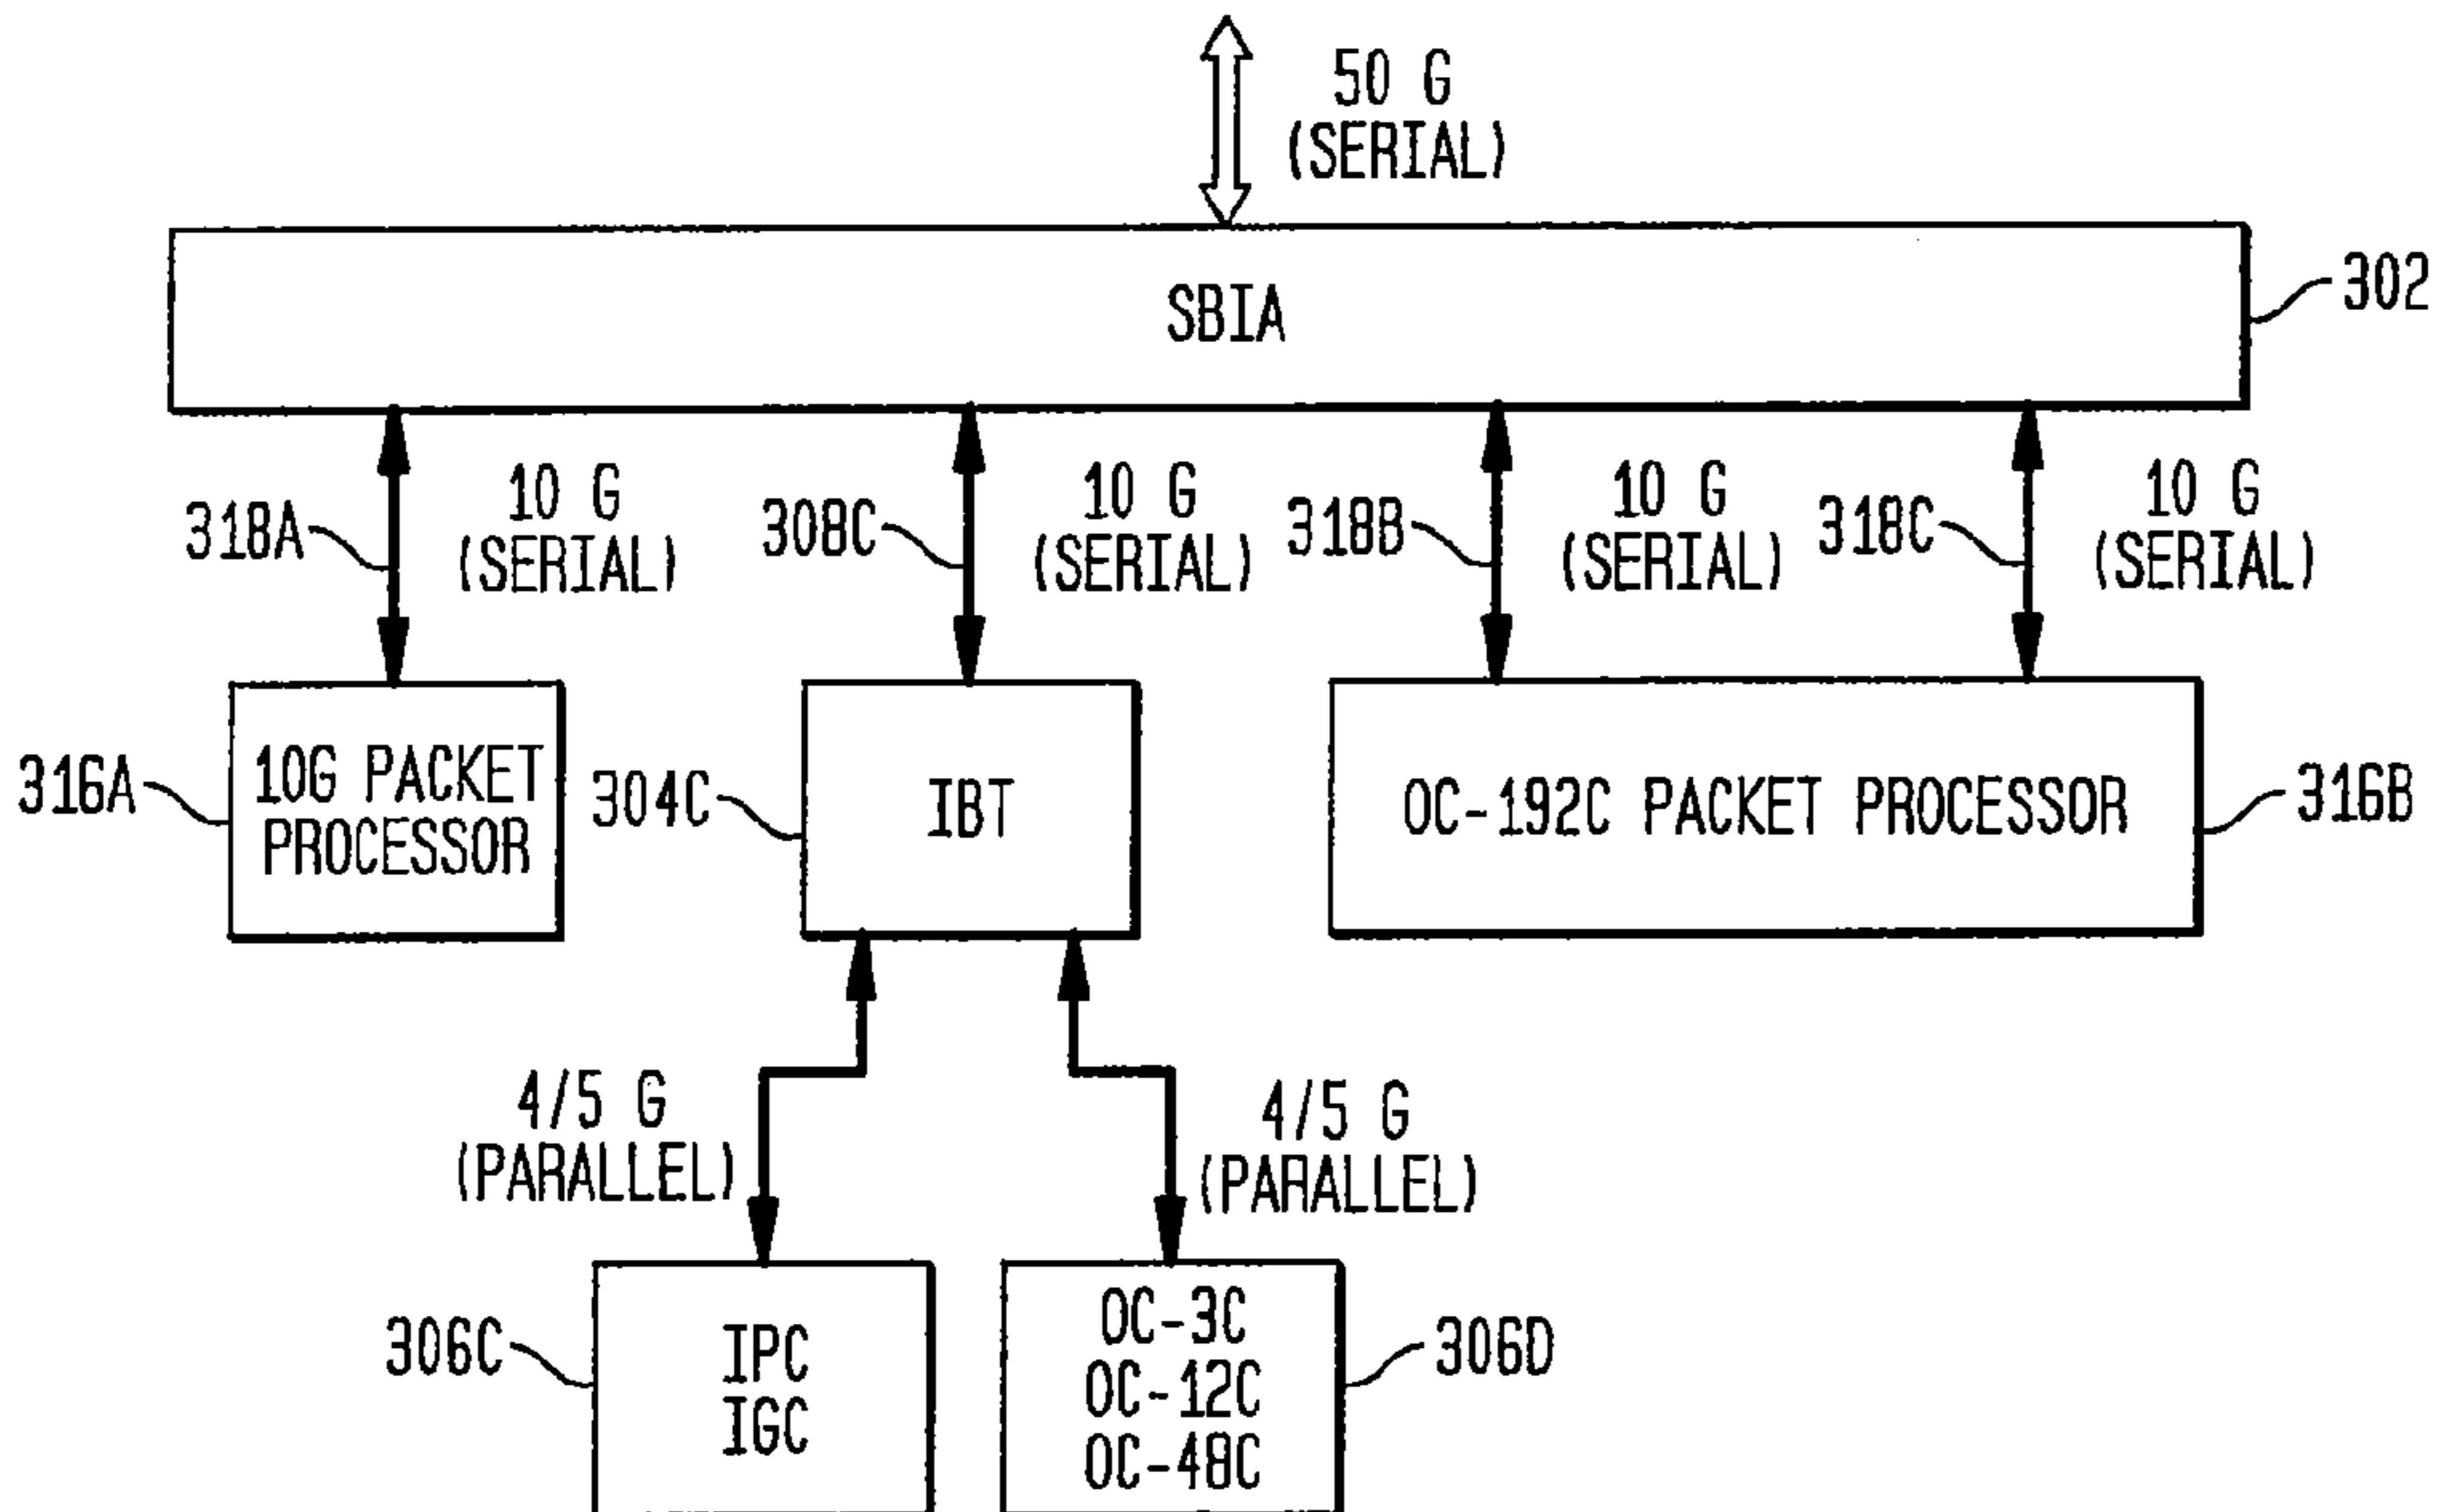 50 G
(SERIAL)
SBIA
302
318A
10 G
(SERIAL)
308C
10 G
(SERIAL)
318B
10 G
(SERIAL)
318C
10 G
(SERIAL)
316A
10G PACKET
PROCESSOR
304C
IBT
OC-192C PACKET PROCESSOR
316B
4/5 G
(PARALLEL)
4/5 G
(PARALLEL)
306C
IPC
IGC
OC-3C
OC-12C
OC-48C
306D